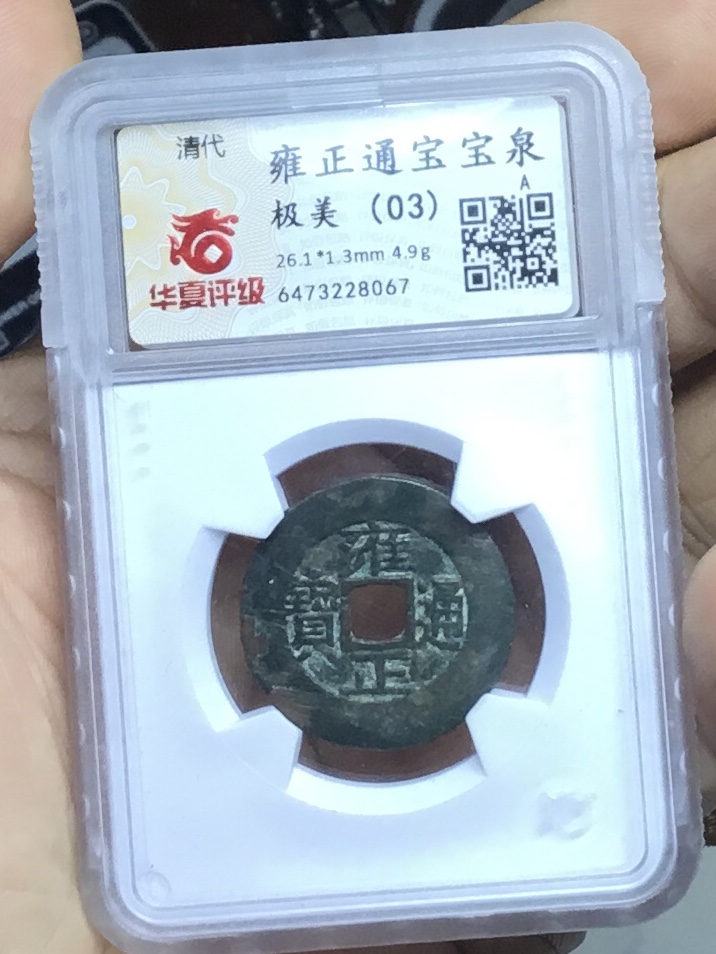 清代
华夏评级
雍正通宝宝泉
A
极美 (03)
26.1*1.3mm 4.9g
6473228067
雍
寶 通
正